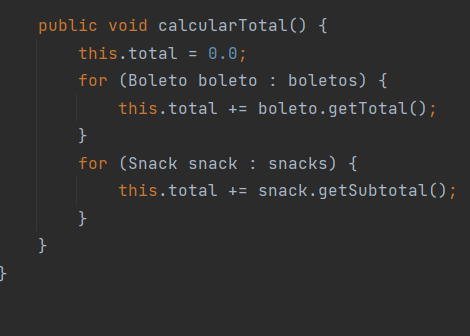 public void calcularTotal() {
this.total = 0.0;
for (Boleto boleto : boletos) {
this.total += boleto.getTotal();
}
for (Snack snack : snacks) {
this.total += snack.getSubtotal();
}
}
}